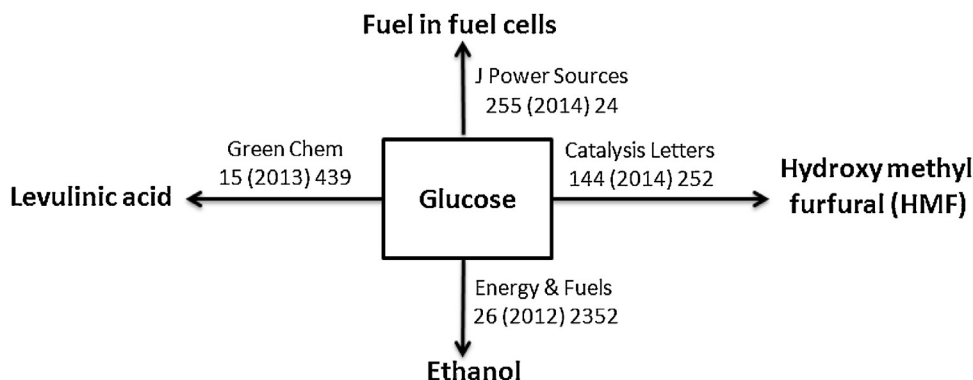 Fuel in fuel cells
J Power Sources
255 (2014) 24
Green Chem
15 (2013) 439
Catalysis Letters
144 (2014) 252
Levulinic acid
Glucose
Hydroxy methyl
furfural (HMF)
Energy & Fuels
26 (2012) 2352
Ethanol